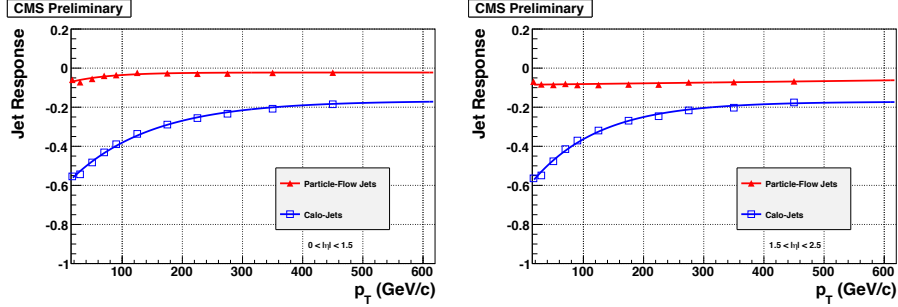 CMS Preliminary
Jet Response
0.2
0
-0.2
-0.4
-0.6
-0.8
-1
Particle-Flow Jets
Calo-Jets
0 < |η| < 1.5
100 200 300 400 500 600
p_T (GeV/c)
CMS Preliminary
Jet Response
0.2
0
-0.2
-0.4
-0.6
-0.8
-1
Particle-Flow Jets
Calo-Jets
1.5 < |η| < 2.5
100 200 300 400 500 600
p_T (GeV/c)